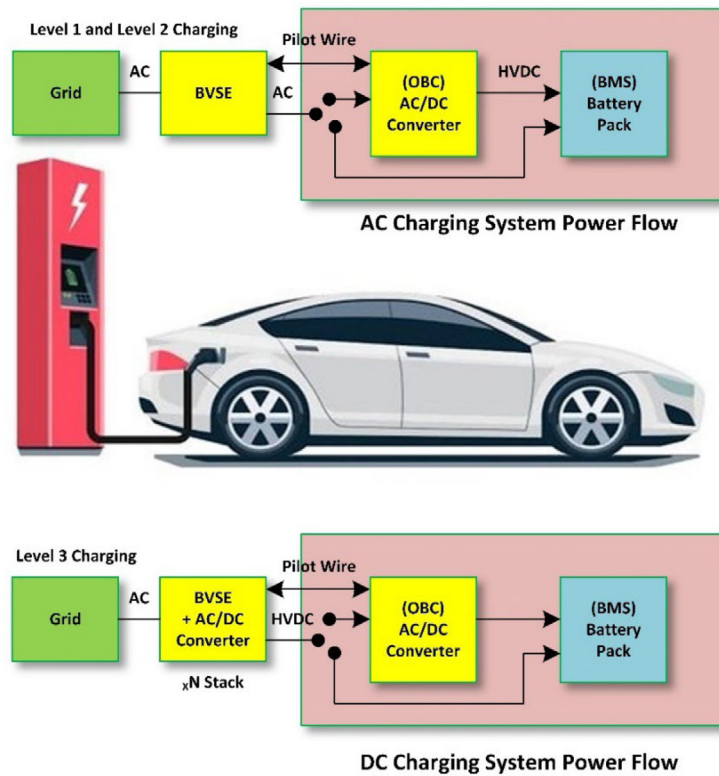 Level 1 and Level 2 Charging
Pilot Wire
Grid
AC
BVSE
AC
(OBC)
AC/DC
Converter
HVDC
(BMS)
Battery
Pack
AC Charging System Power Flow
Level 3 Charging
Pilot Wire
Grid
AC
BVSE
+ AC/DC
Converter
HVDC
(OBC)
AC/DC
Converter
(BMS)
Battery
Pack
xN Stack
DC Charging System Power Flow